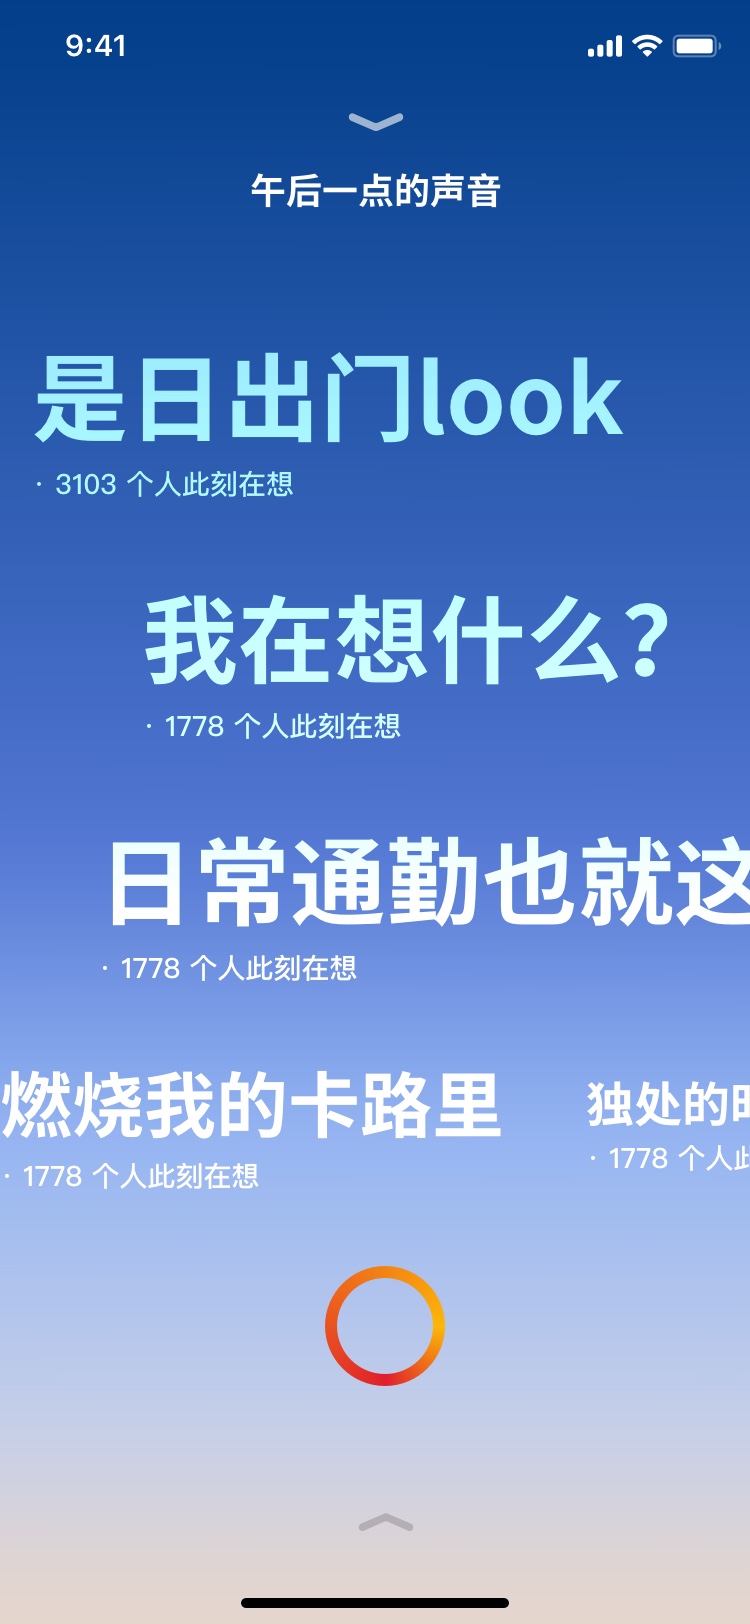 9:41
午后一点的声音
是日出门look
· 3103 个人此刻在想
我在想什么？
· 1778 个人此刻在想
日常通勤也就这
· 1778 个人此刻在想
燃烧我的卡路里
· 1778 个人此刻在想
独处的
· 1778 个人